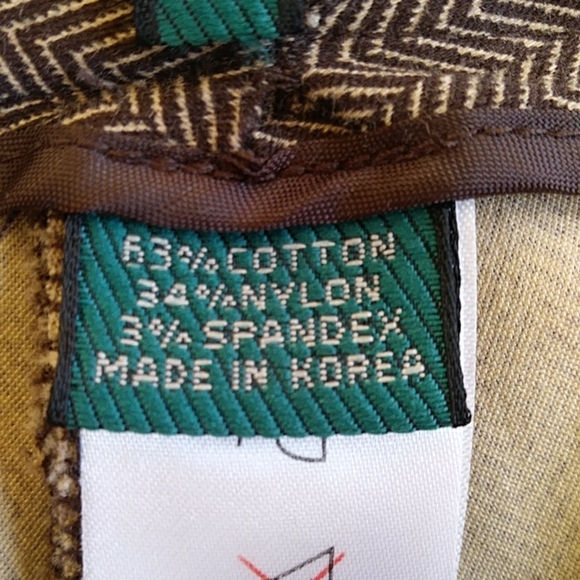 63% COTTON
34% NYLON
3% SPANDEX
MADE IN KOREA